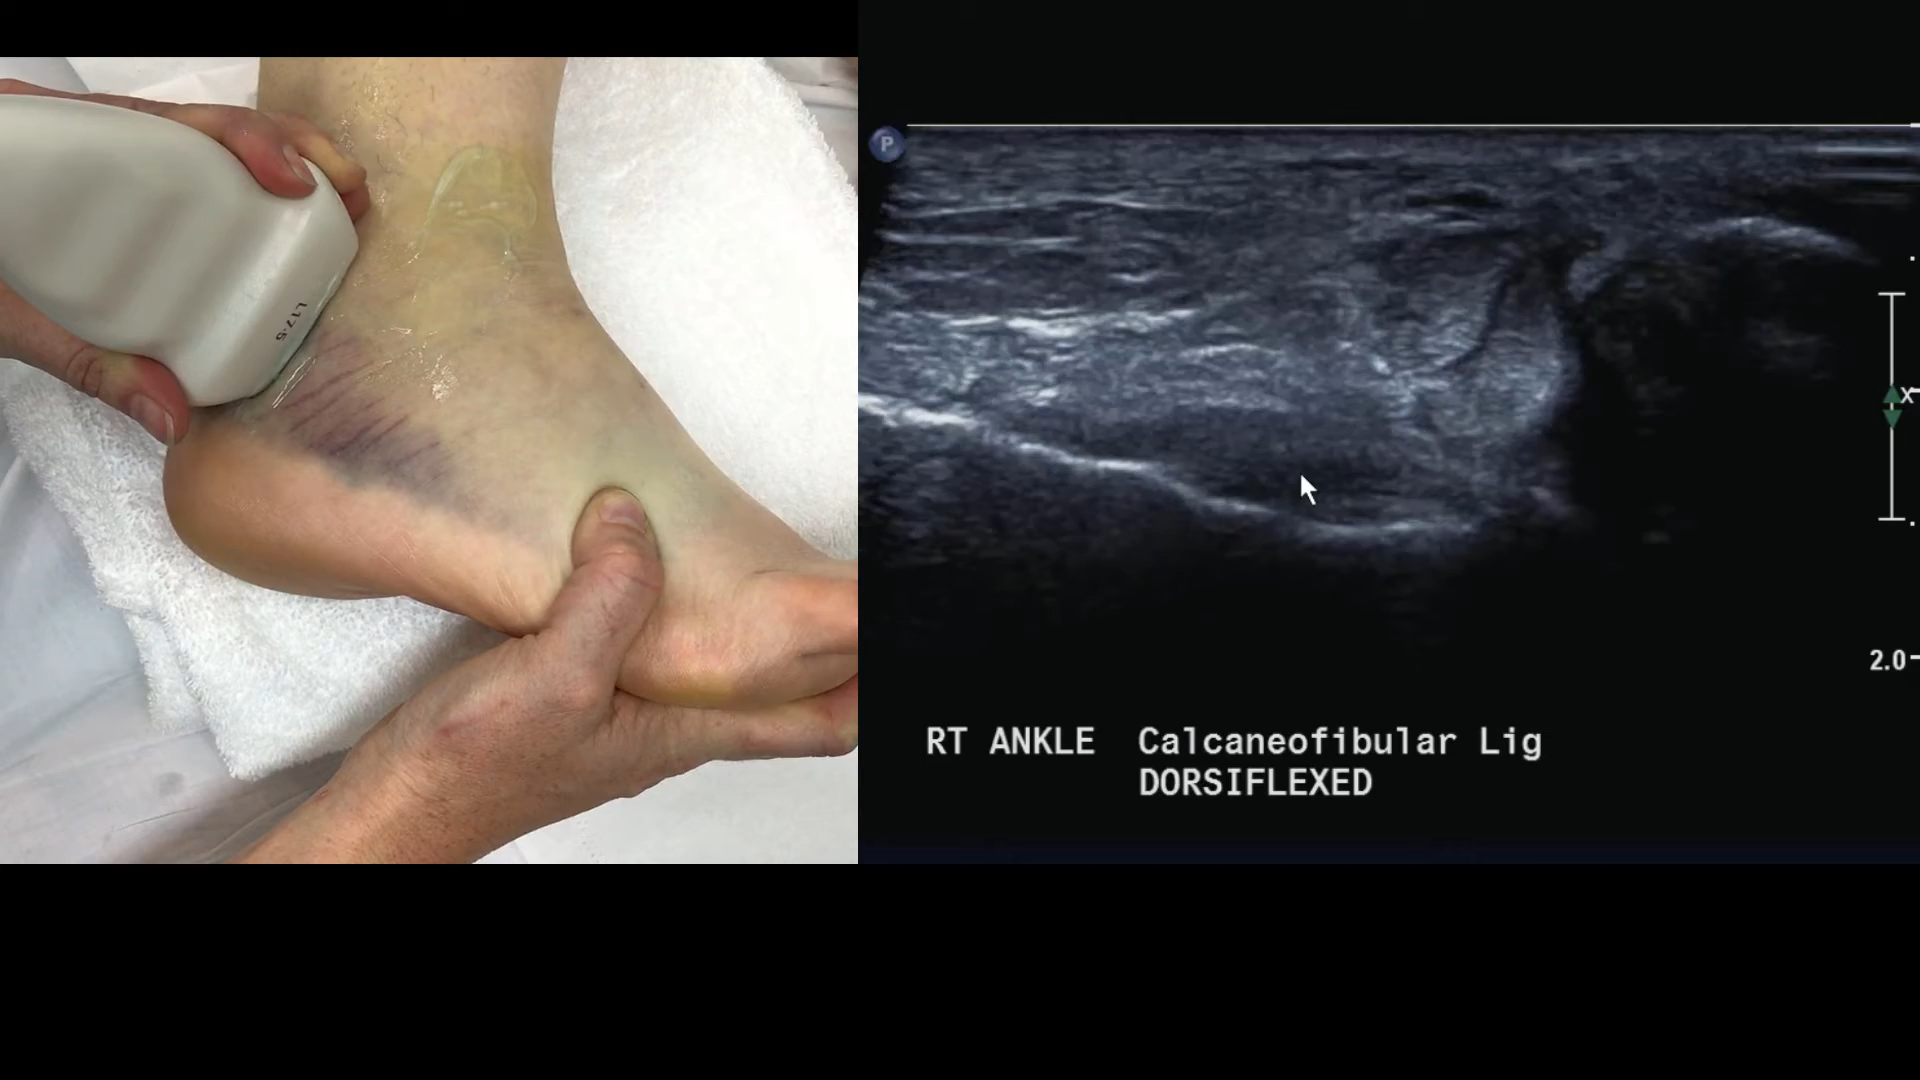 L17-5
P
X
2.0
RT ANKLE Calcaneofibular Lig
DORSIFLEXED